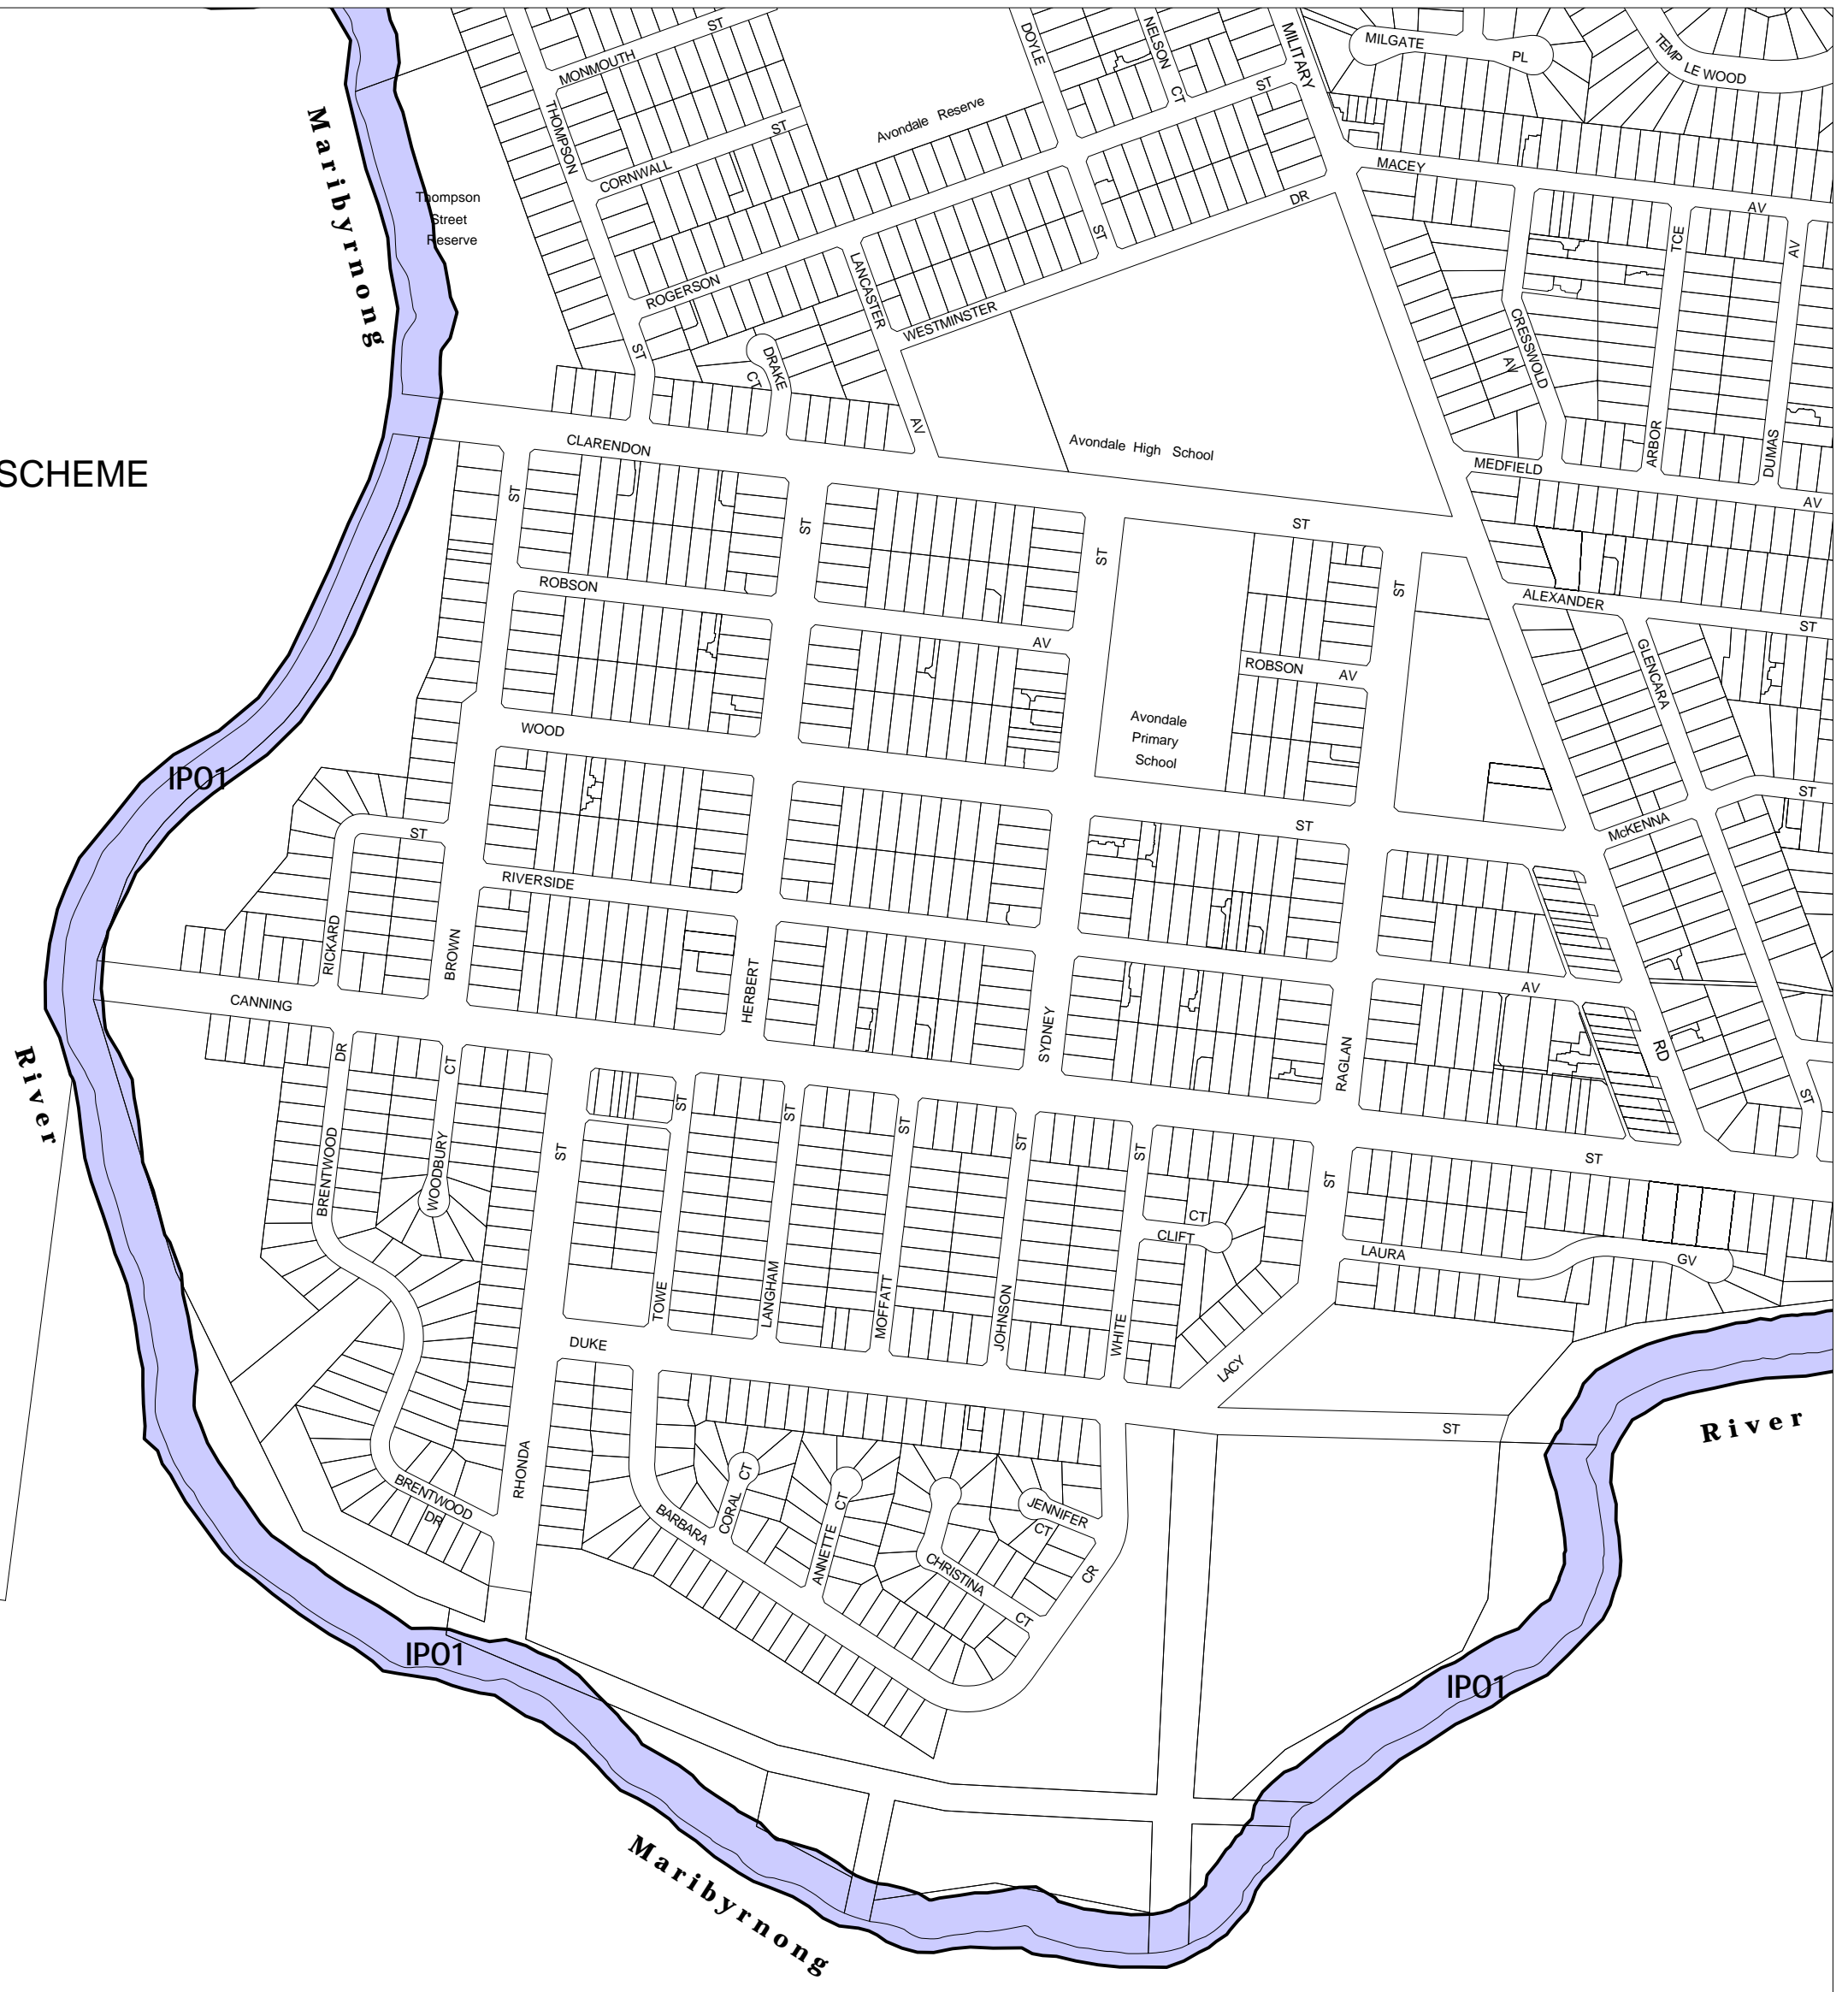 ST
MONMOUTH
DOYLE
NELSON
CT
MILITARY
MILGATE
PL
TEMP
LE WOOD
Maribyrnong
THOMPSON
ST
CORNWALL
Avondale Reserve
ST
MACEY
AV
Thompson
Street
Reserve
DR
ST
TCE
AV
ROGERSON
LANCASTER
WESTMINSTER
ST
DRAKE
CT
CRESSWOLD
AV
AV
ARBOR
DUMAS
CLARENDON
Avondale High School
MEDFIELD
AV
SCHEME
ST
ST
ST
ST
ST
ROBSON
ALEXANDER
ST
AV
ROBSON
AV
GLENCARA
WOOD
Avondale
Primary
School
IPO1
ST
ST
ST
McKENNA
RIVERSIDE
RICKARD
BROWN
HERBERT
AV
CANNING
SYDNEY
RAGLAN
RD
River
DR
CT
ST
ST
ST
ST
ST
ST
ST
ST
ST
BRENTWOOD
WOODBURY
CT
CLIFT
LAURA
GV
TOWE
LANGHAM
MOFFATT
JOHNSON
WHITE
DUKE
LACY
ST
River
RHONDA
BRENTWOOD
DR
BARBARA
CORAL
CT
ANNETTE
CT
JENNIFER
CT
CHRISTINA
CT
CR
IPO1
IPO1
Maribyrnong